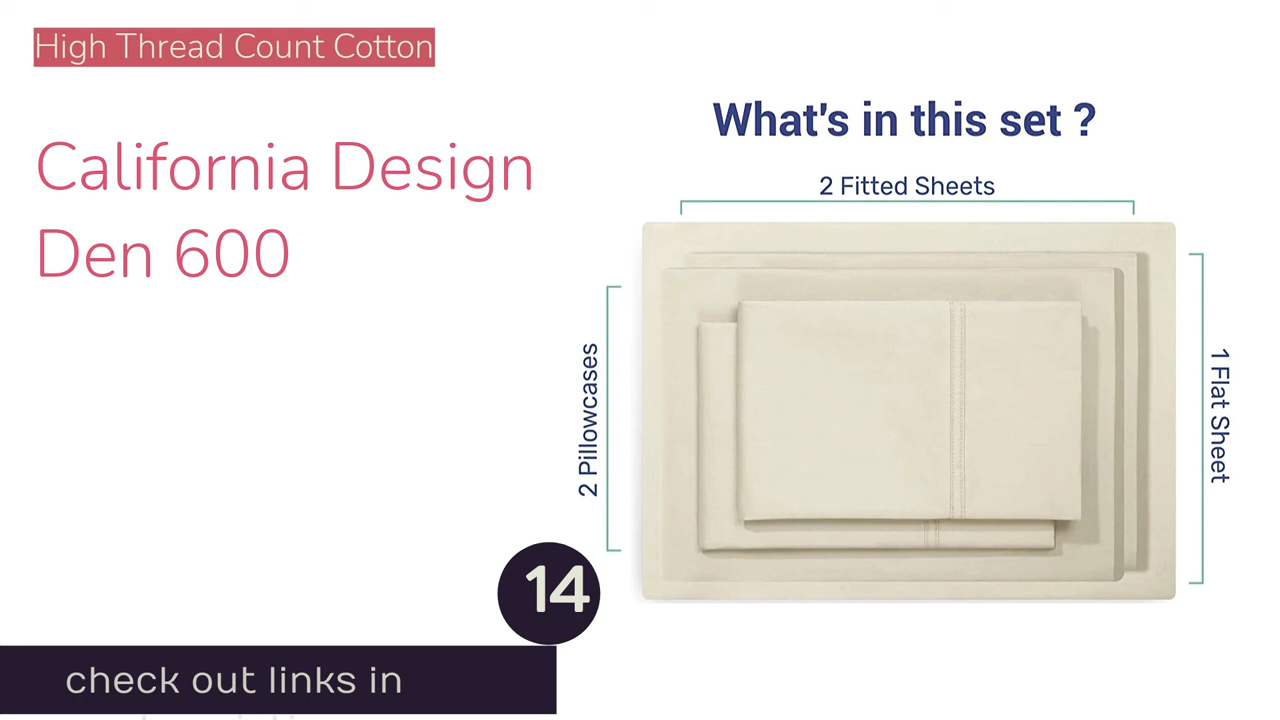 High Thread Count Cotton
California Design
Den 600
What's in this set ?
2 Fitted Sheets
2 Pillowcases
1 Flat Sheet
14
check out links in